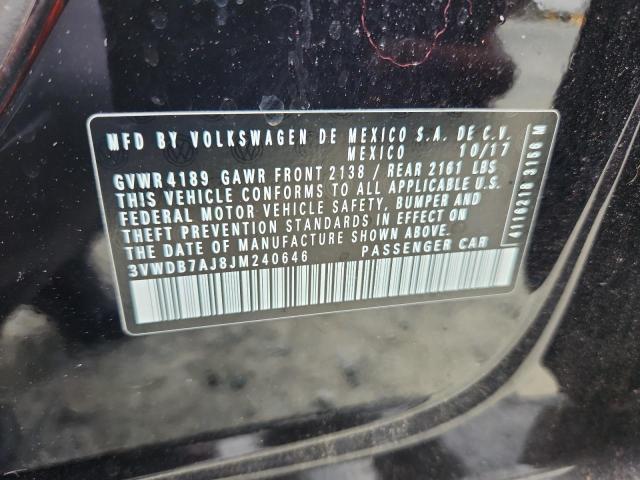 MFD BY VOLKSWAGEN DE MEXICO S.A. DE C.V.
MEXICO 10/17
GVWR 4189 GAWR FRONT 2138 / REAR 2161 LBS
THIS VEHICLE CONFORMS TO ALL APPLICABLE U.S.
FEDERAL MOTOR VEHICLE SAFETY, BUMPER AND
THEFT PREVENTION STANDARDS IN EFFECT ON
THE DATE OF MANUFACTURE SHOWN ABOVE.
3VWDB7AJ8JM240646 PASSENGER CAR